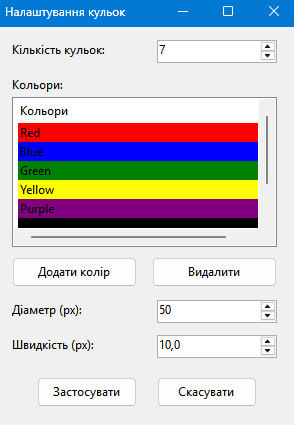 Налаштування кульок
Кількість кульок: 7
Кольори:
Кольори
Red
Blue
Green
Yellow
Purple
Додати колір Видалити
Діаметр (px): 50
Швидкість (px): 10,0
Застосувати Скасувати